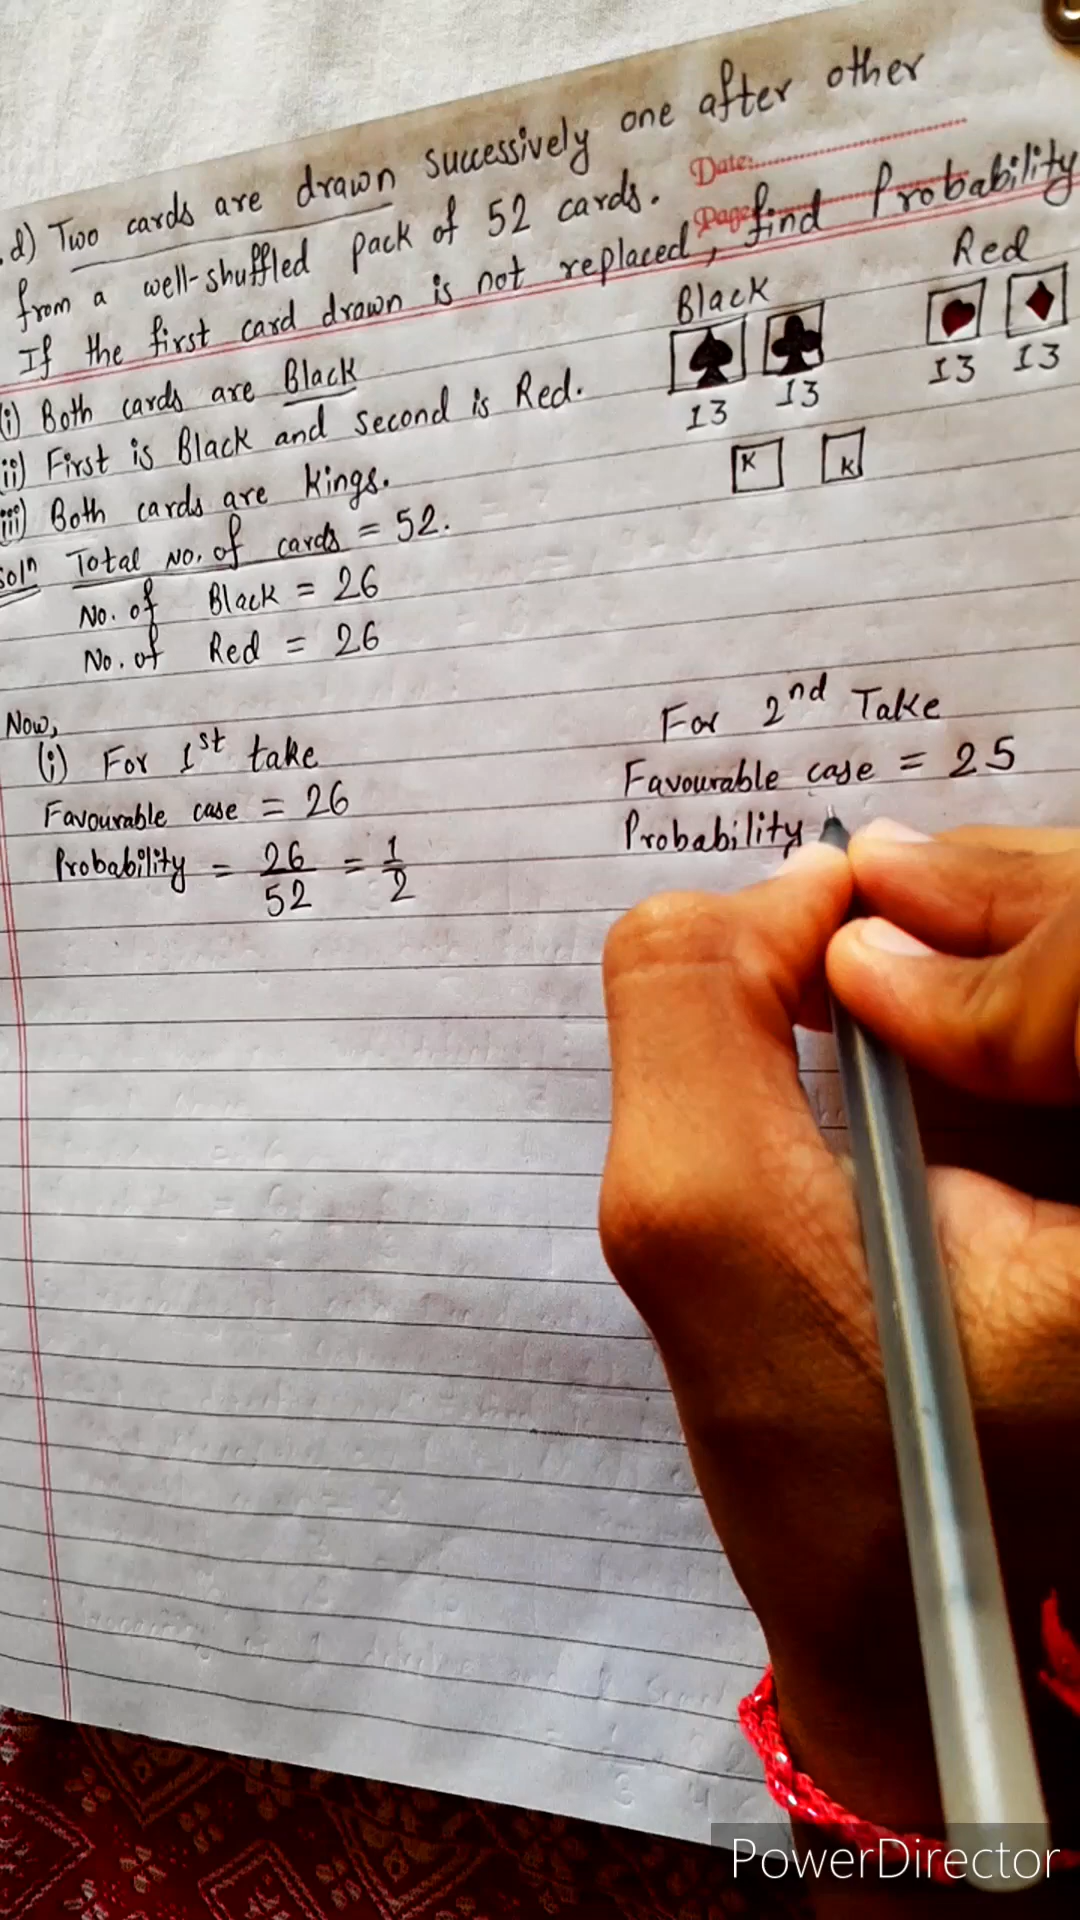 d) Two cards are drawn successively one after other
Date:
from a well-shuffled pack of 52 cards.
Page
If the first card drawn is not replaced, find Probability
Black
Red
13
13
13
13
(i) Both cards are Black
(ii) First is Black and second is Red.
K
K
(iii) Both cards are kings.
Soln Total No. of cards = 52.
No. of Black = 26
No. of Red = 26
Now,
(i) For 1st take
Favourable case = 26
Probability = 26/52 = 1/2
For 2nd Take
Favourable case = 25
Probability
PowerDirector